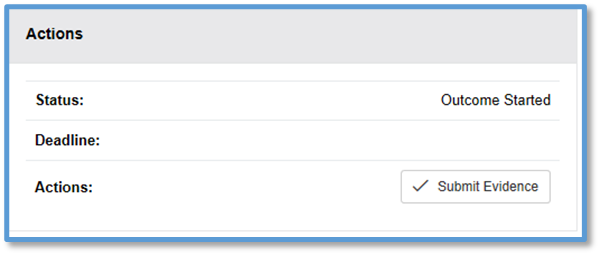 Actions
Status: Outcome Started
Deadline:
Actions: Submit Evidence